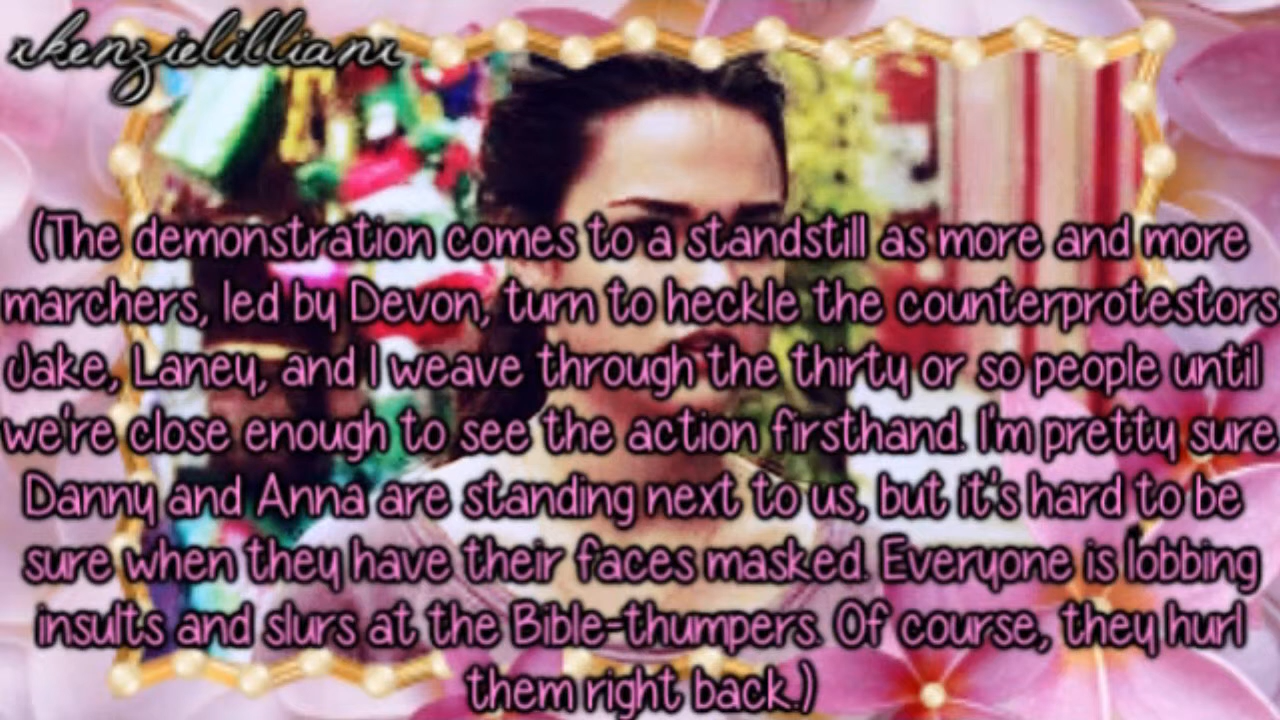 xkenzielillianx
(The demonstration comes to a standstill as more and more
marchers, led by Devon, turn to heckle the counterprotestors
Jake, Laney, and I weave through the thirty or so people until
we're close enough to see the action firsthand. I'm pretty sure
Danny and Anna are standing next to us, but it's hard to be
sure when they have their faces masked. Everyone is lobbing
insults and slurs at the Bible-thumpers. Of course, they hurl
them right back.)